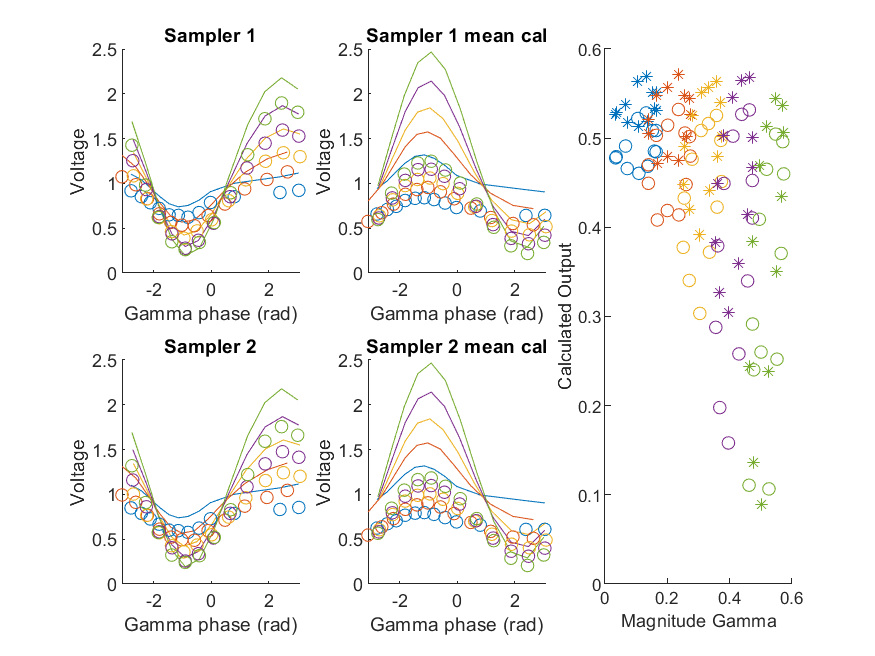 Sampler 1
2.5
2
1.5
1
0.5
0
Voltage
-2 0 2
Gamma phase (rad)
Sampler 1 mean cal
2.5
2
1.5
1
0.5
0
Voltage
-2 0 2
Gamma phase (rad)
Sampler 2
2.5
2
1.5
1
0.5
0
Voltage
-2 0 2
Gamma phase (rad)
Sampler 2 mean cal
2.5
2
1.5
1
0.5
0
Voltage
-2 0 2
Gamma phase (rad)
0.6
0.5
0.4
0.3
0.2
0.1
0
Calculated Output
0 0.2 0.4 0.6
Magnitude Gamma